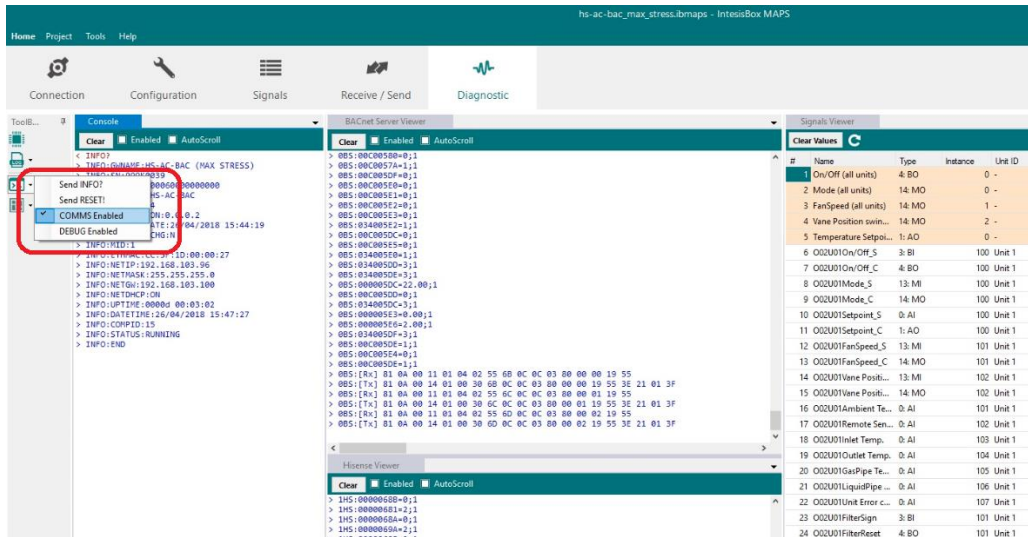 hs-ac-bac_max_stress.ibmaps - IntesisBox MAPS
Home Project Tools Help
Connection Configuration Signals Receive / Send Diagnostic
ToolB...
Console
Clear Enabled AutoScroll
< INFO?
> INFO:GWNAME:HS-AC-BAC (MAX STRESS)
00060000000000
HS-AC-BAC
ON:0.0.0.2
ATE:26/04/2018 15:44:19
CHG:N
> INFO:MID:1
> INFO:NETIP:192.168.103.96
> INFO:NETMASK:255.255.255.0
> INFO:NETGW:192.168.103.100
> INFO:NETDHCP:ON
> INFO:UPTIME:0000d 00:03:02
> INFO:DATETIME:26/04/2018 15:47:27
> INFO:COMPID:15
> INFO:STATUS:RUNNING
> INFO:END
Send INFO?
Send RESET!
COMMS Enabled
DEBUG Enabled
BACnet Server Viewer
Clear Enabled AutoScroll
> 0BS:00C00580=0;1
> 0BS:00C0057A=1;1
> 0BS:00C005DF=0;1
> 0BS:00C005E0=0;1
> 0BS:00C005E1=0;1
> 0BS:00C005E2=0;1
> 0BS:00C005E3=0;1
> 0BS:034005E2=1;1
> 0BS:00C005DC=0;1
> 0BS:00C005E5=0;1
> 0BS:034005E0=1;1
> 0BS:034005DD=3;1
> 0BS:034005DE=3;1
> 0BS:000005DC=22.00;1
> 0BS:00C005DD=0;1
> 0BS:034005DC=3;1
> 0BS:000005E3=0.00;1
> 0BS:000005E6=2.00;1
> 0BS:034005DF=3;1
> 0BS:00C005DE=1;1
> 0BS:00C005E4=0;1
> 0BS:00C005DE=1;1
> 0BS:[Rx] 81 0A 00 11 01 04 02 55 6B 0C 0C 03 80 00 00 19 55
> 0BS:[Tx] 81 0A 00 14 01 00 30 6B 0C 0C 03 80 00 00 19 55 3E 21 01 3F
> 0BS:[Rx] 81 0A 00 11 01 04 02 55 6C 0C 0C 03 80 00 01 19 55
> 0BS:[Tx] 81 0A 00 14 01 00 30 6C 0C 0C 03 80 00 01 19 55 3E 21 01 3F
> 0BS:[Rx] 81 0A 00 11 01 04 02 55 6D 0C 0C 03 80 00 02 19 55
> 0BS:[Tx] 81 0A 00 14 01 00 30 6D 0C 0C 03 80 00 02 19 55 3E 21 01 3F
Hisense Viewer
Clear Enabled AutoScroll
> 1HS:0000068B=0;1
> 1HS:00000681=2;1
> 1HS:0000068A=0;1
> 1HS:0000069A=2;1
Signals Viewer
Clear Values
# Name Type Instance Unit ID
1 On/Off (all units) 4: BO 0 -
2 Mode (all units) 14: MO 0 -
3 FanSpeed (all units) 14: MO 1 -
4 Vane Position swin... 14: MO 2 -
5 Temperature Setpoi... 1: AO 0 -
6 O02U01On/Off_S 3: BI 100 Unit 1
7 O02U01On/Off_C 4: BO 100 Unit 1
8 O02U01Mode_S 13: MI 100 Unit 1
9 O02U01Mode_C 14: MO 100 Unit 1
10 O02U01Setpoint_S 0: AI 100 Unit 1
11 O02U01Setpoint_C 1: AO 100 Unit 1
12 O02U01FanSpeed_S 13: MI 101 Unit 1
13 O02U01FanSpeed_C 14: MO 101 Unit 1
14 O02U01Vane Positi... 13: MI 102 Unit 1
15 O02U01Vane Positi... 14: MO 102 Unit 1
16 O02U01Ambient Te... 0: AI 101 Unit 1
17 O02U01Remote Sen... 0: AI 102 Unit 1
18 O02U01Inlet Temp. 0: AI 103 Unit 1
19 O02U01Outlet Temp. 0: AI 104 Unit 1
20 O02U01GasPipe Te... 0: AI 105 Unit 1
21 O02U01LiquidPipe ... 0: AI 106 Unit 1
22 O02U01Unit Error c... 0: AI 107 Unit 1
23 O02U01FilterSign 3: BI 101 Unit 1
24 O02U01FilterReset 4: BO 101 Unit 1